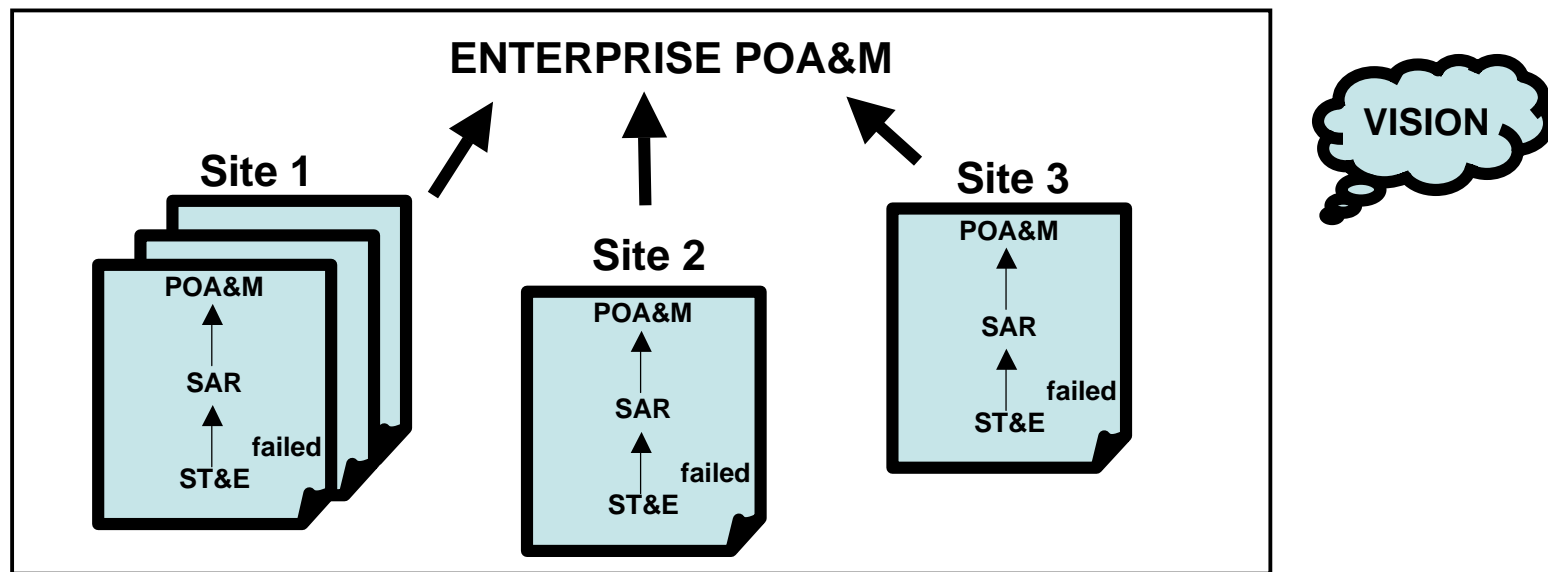 ENTERPRISE POA&M
VISION
Site 1
POA&M
SAR
failed
ST&E
Site 2
POA&M
SAR
failed
ST&E
Site 3
POA&M
SAR
failed
ST&E